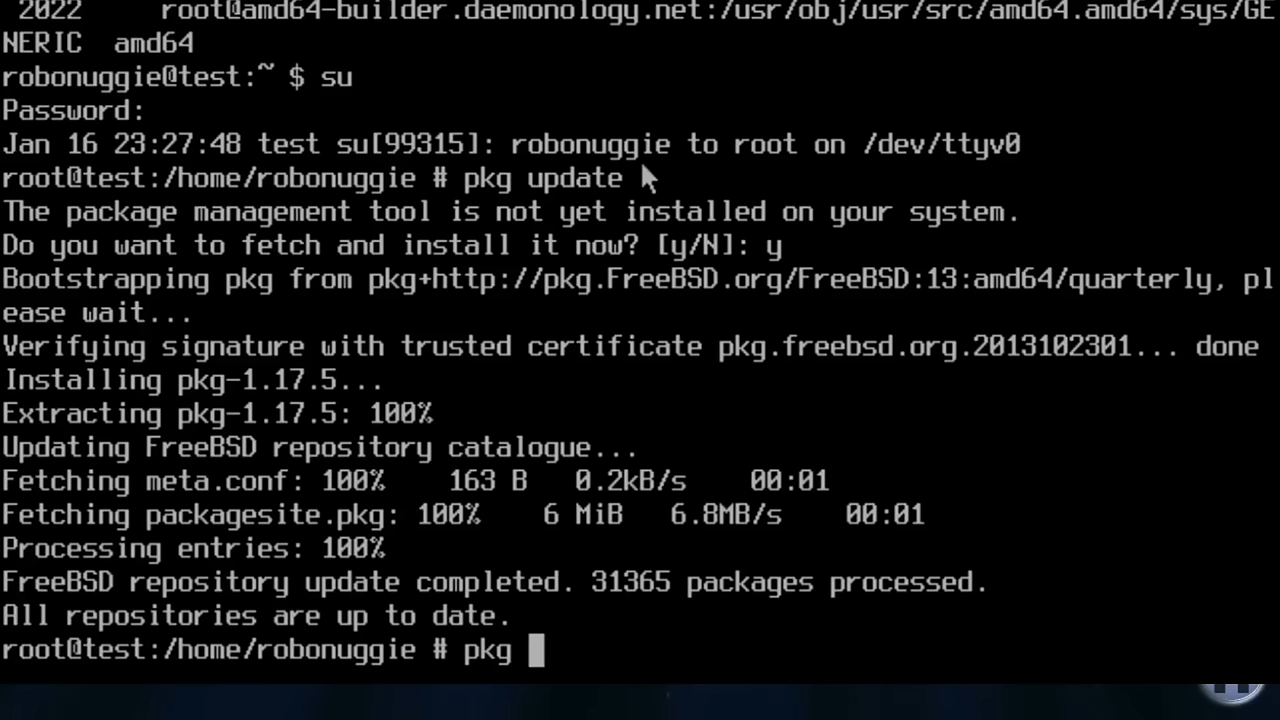 2022     root@amd64-builder.daemonology.net:/usr/obj/usr/src/amd64.amd64/sys/GE
NERIC  amd64
robonuggie@test:~ $ su
Password:
Jan 16 23:27:48 test su[99315]: robonuggie to root on /dev/ttyv0
root@test:/home/robonuggie # pkg update
The package management tool is not yet installed on your system.
Do you want to fetch and install it now? [y/N]: y
Bootstrapping pkg from pkg+http://pkg.FreeBSD.org/FreeBSD:13:amd64/quarterly, pl
ease wait...
Verifying signature with trusted certificate pkg.freebsd.org.2013102301... done
Installing pkg-1.17.5...
Extracting pkg-1.17.5: 100%
Updating FreeBSD repository catalogue...
Fetching meta.conf: 100%    163 B   0.2kB/s    00:01
Fetching packagesite.pkg: 100%    6 MiB   6.8MB/s    00:01
Processing entries: 100%
FreeBSD repository update completed. 31365 packages processed.
All repositories are up to date.
root@test:/home/robonuggie # pkg